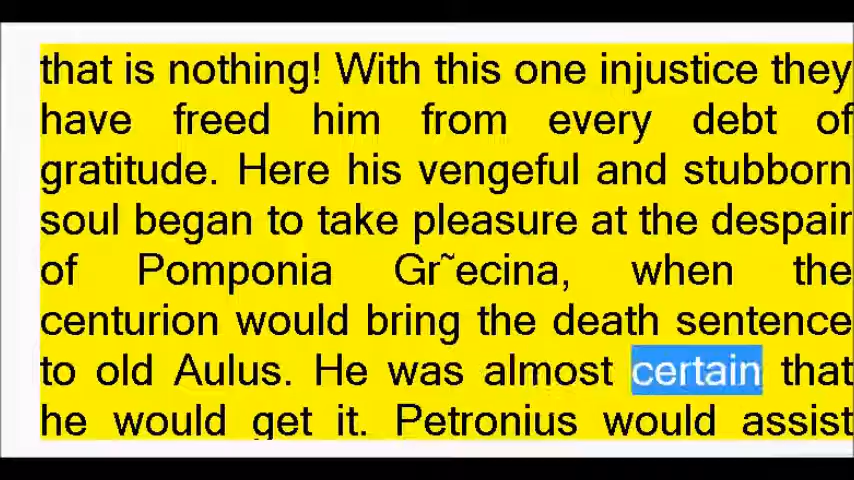 that is nothing! With this one injustice they
have freed him from every debt of
gratitude. Here his vengeful and stubborn
soul began to take pleasure at the despair
of Pomponia Gr˜ecina, when the
centurion would bring the death sentence
to old Aulus. He was almost certain that
he would get it. Petronius would assist